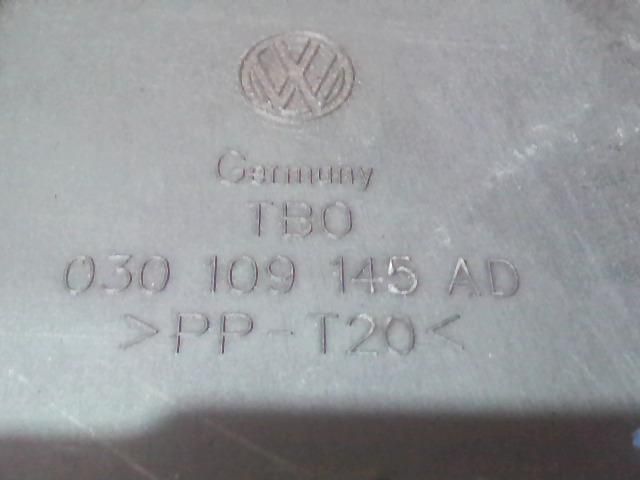 Germany
TBO
030 109 145 AD
>PP-T20<